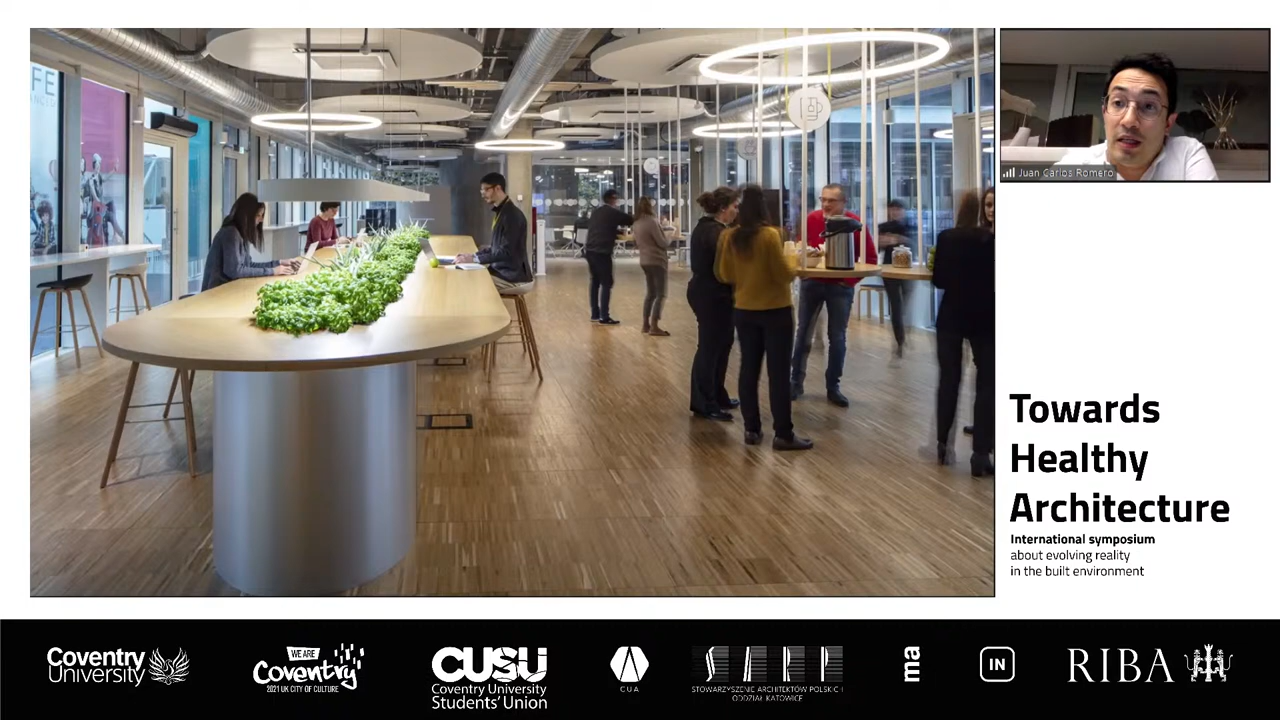 FE
Juan Carlos Romero
Towards
Healthy
Architecture
International symposium
about evolving reality
in the built environment
Coventry
University
WE ARE
Coventry
2021 UK CITY OF CULTURE
CUSU
Coventry University
Students' Union
CUA
SARP
STOWARZYSZENIE ARCHITEKTÓW POLSKICH
ODDZIAŁ KATOWICE
ma
IN
RIBA